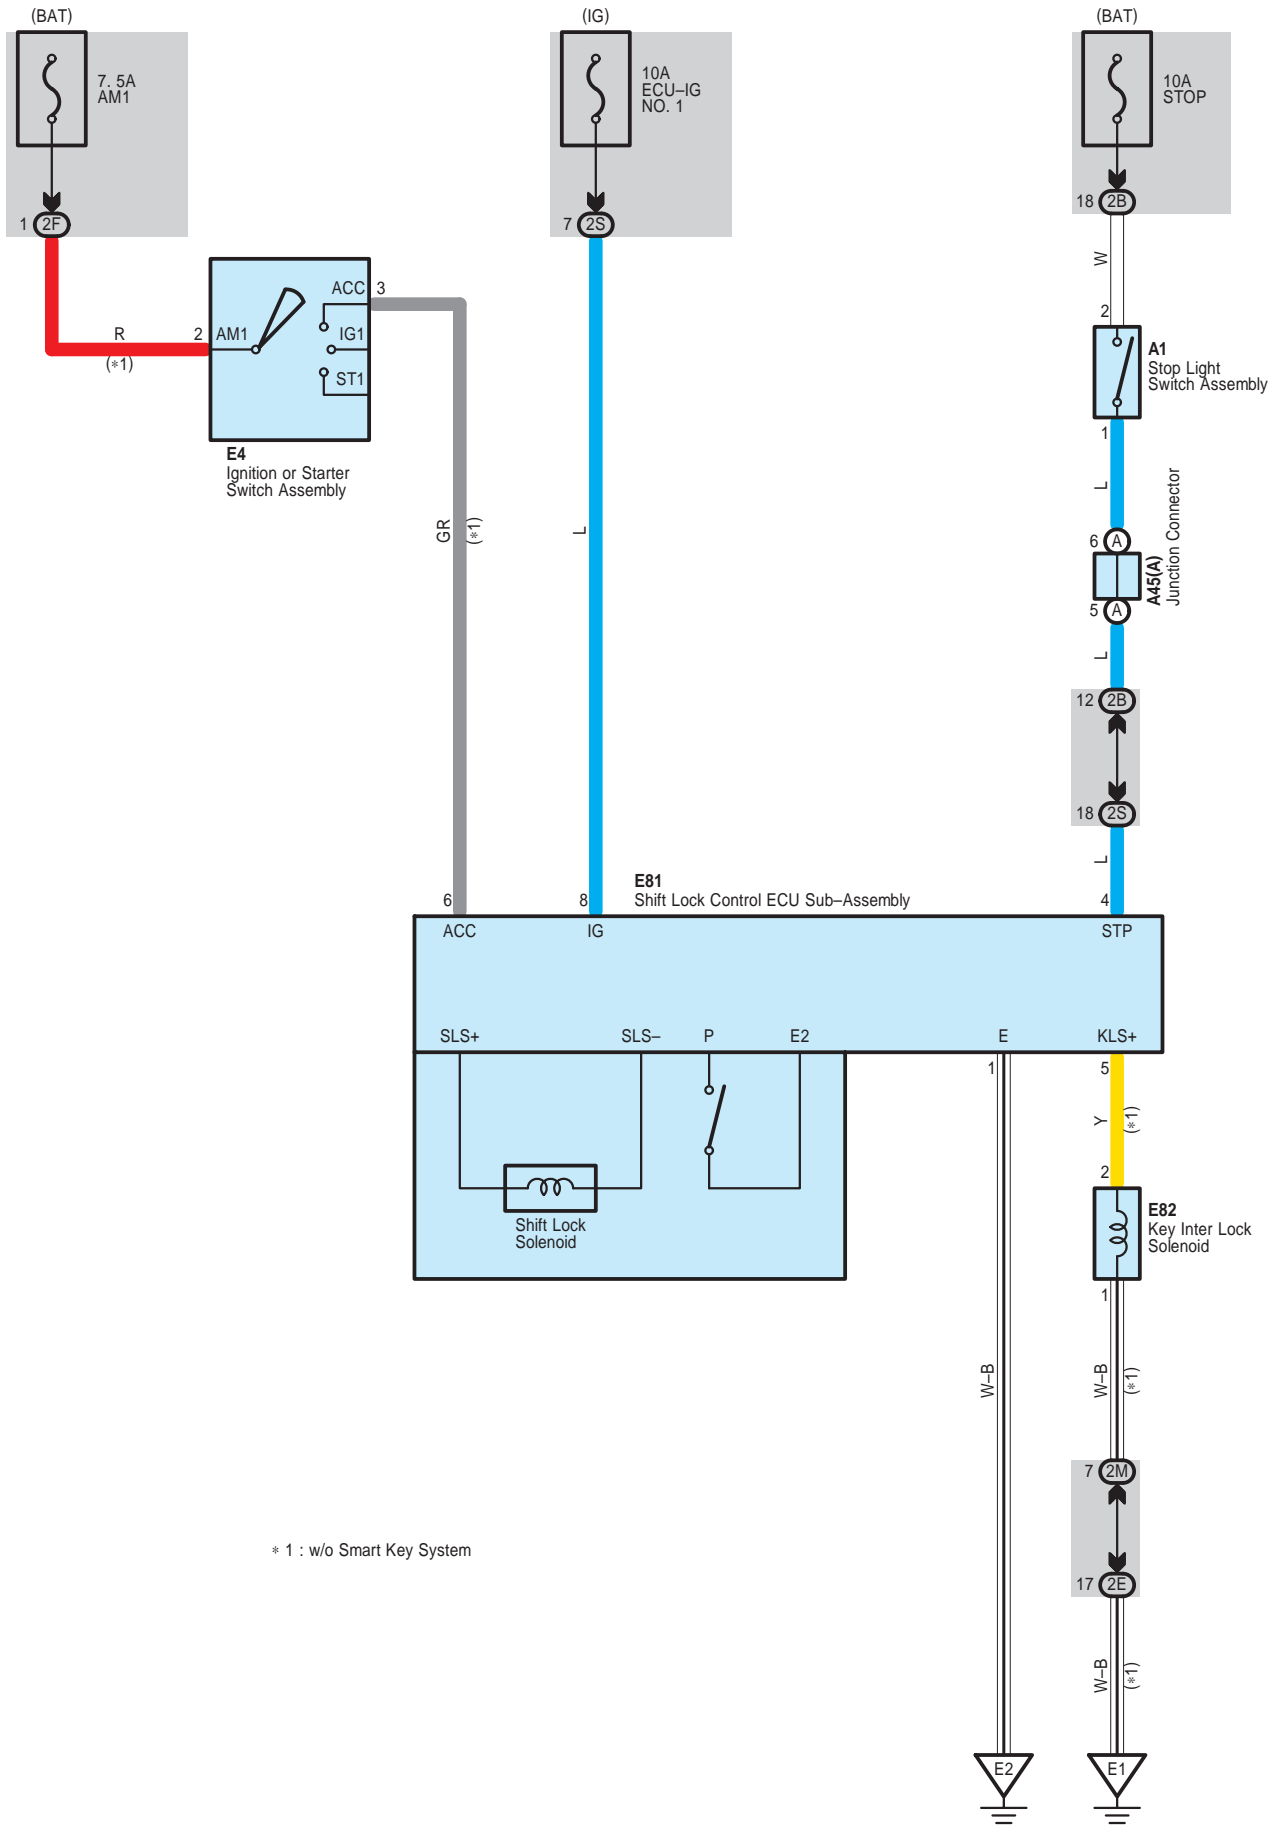 (BAT)
(IG)
(BAT)
7. 5A
AM1
10A
ECU–IG
NO. 1
10A
STOP
18 2B
1 2F
7 2S
W
2
ACC 3
R
2 AM1
IG1
(∗1)
ST1
A1
Stop Light
Switch Assembly
1
E4
Ignition or Starter
Switch Assembly
L
GR
(∗1)
L
6 A
A45(A)
Junction Connector
5 A
L
12 2B
18 2S
L
E81
Shift Lock Control ECU Sub–Assembly
6
8
4
ACC
IG
STP
SLS+
SLS–
P
E2
E
KLS+
1
5
Y
(∗1)
2
E82
Key Inter Lock
Solenoid
Shift Lock
Solenoid
1
W–B
W–B
(∗1)
7 2M
∗ 1 : w/o Smart Key System
17 2E
W–B
(∗1)
E2
E1